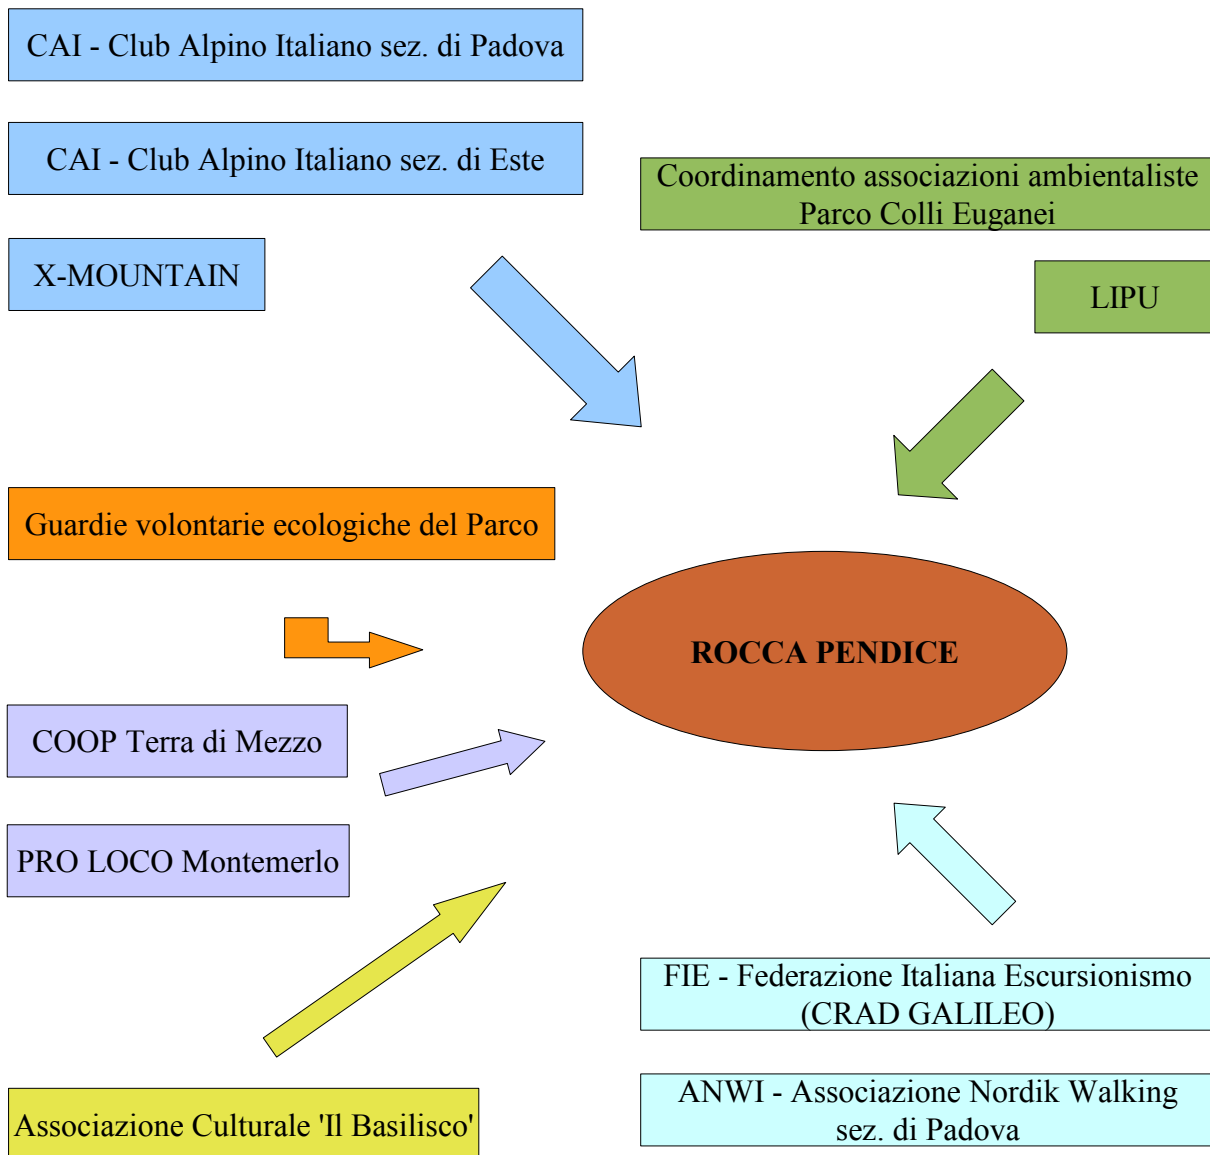 CAI - Club Alpino Italiano sez. di Padova
CAI - Club Alpino Italiano sez. di Este
X-MOUNTAIN
Coordinamento associazioni ambientaliste
Parco Colli Euganei
LIPU
Guardie volontarie ecologiche del Parco
ROCCA PENDICE
COOP Terra di Mezzo
PRO LOCO Montemerlo
Associazione Culturale 'Il Basilisco'
FIE - Federazione Italiana Escursionismo
(CRAD GALILEO)
ANWI - Associazione Nordik Walking
sez. di Padova